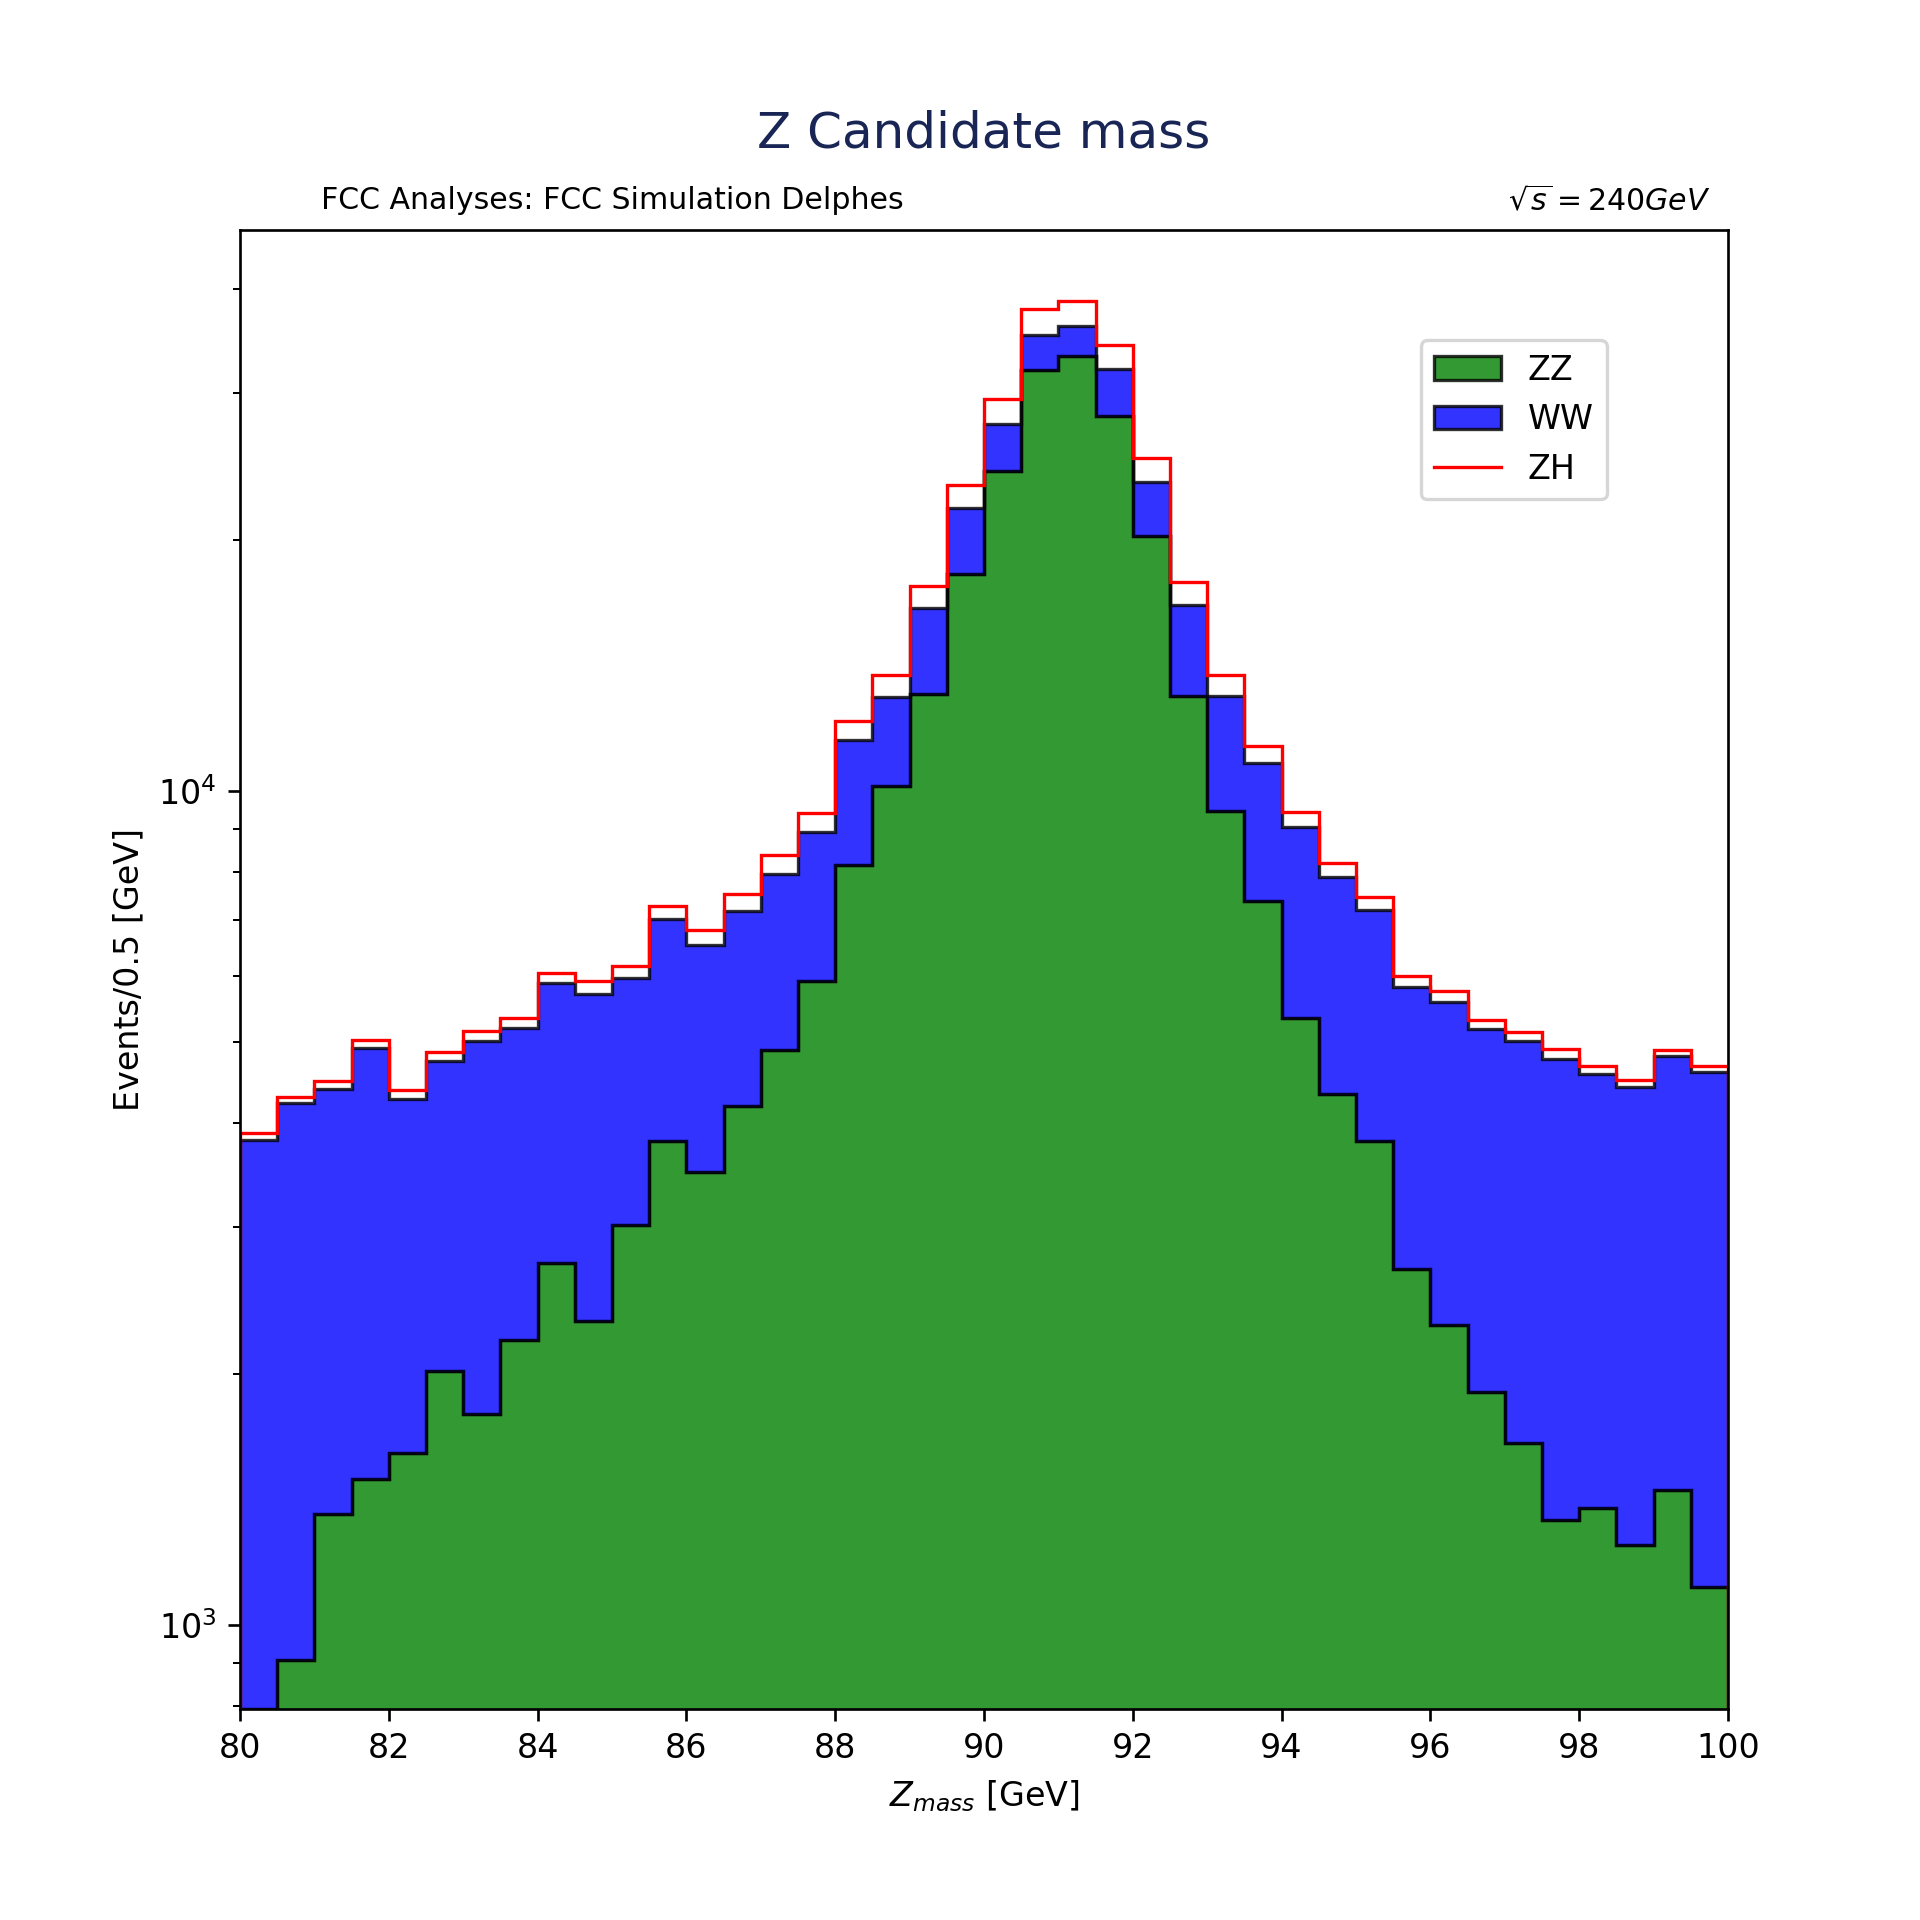 Z Candidate mass
FCC Analyses: FCC Simulation Delphes
√s = 240GeV
ZZ
WW
ZH
10⁴
10³
Events/0.5 [GeV]
80 82 84 86 88 90 92 94 96 98 100
Z_mass [GeV]